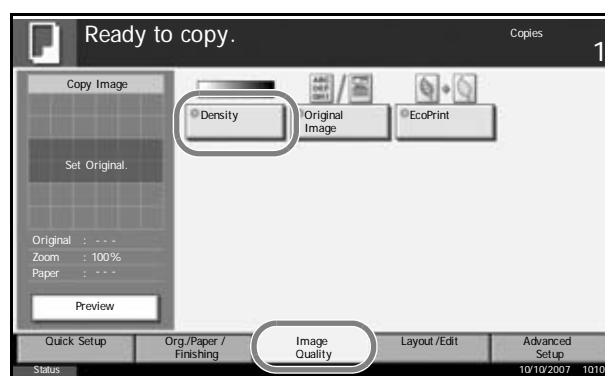 Ready to copy.
Copies
1
Copy Image
Set Original.
Original : - - -
Zoom : 100%
Paper : - - -
Preview
Density
Original
Image
EcoPrint
Quick Setup
Org./Paper /
Finishing
Image
Quality
Layout/Edit
Advanced
Setup
Status
10/10/2007 1010